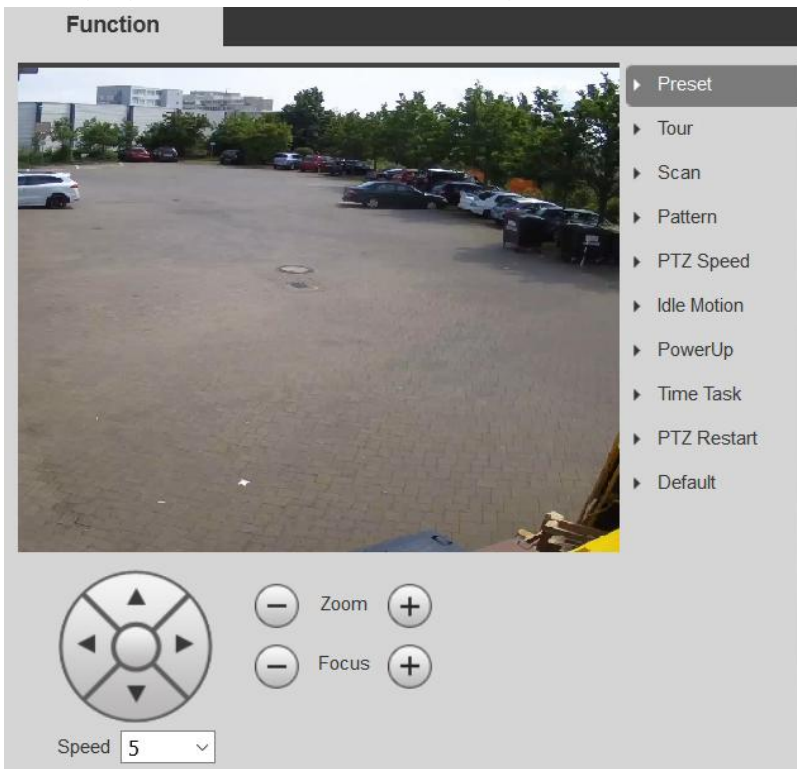 Function
Preset
Tour
Scan
Pattern
PTZ Speed
Idle Motion
PowerUp
Time Task
PTZ Restart
Default
Zoom
Focus
Speed 5